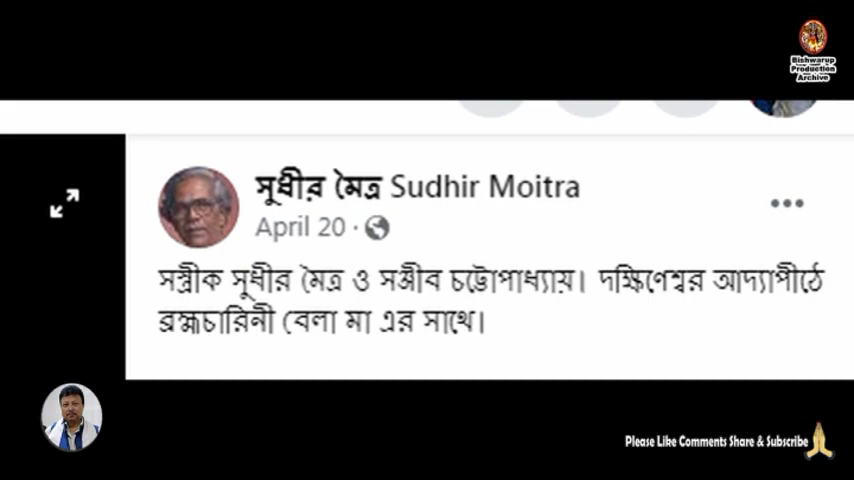 Bishwarup
Production
Archive
সুধীর মৈত্র Sudhir Moitra
April 20 ·
সস্ত্রীক সুধীর মৈত্র ও সঞ্জীব চট্টোপাধ্যায়। দক্ষিণেশ্বর আদ্যাপীঠে
ব্রহ্মচারিনী বেলা মা এর সাথে।
Please Like Comments Share & Subscribe